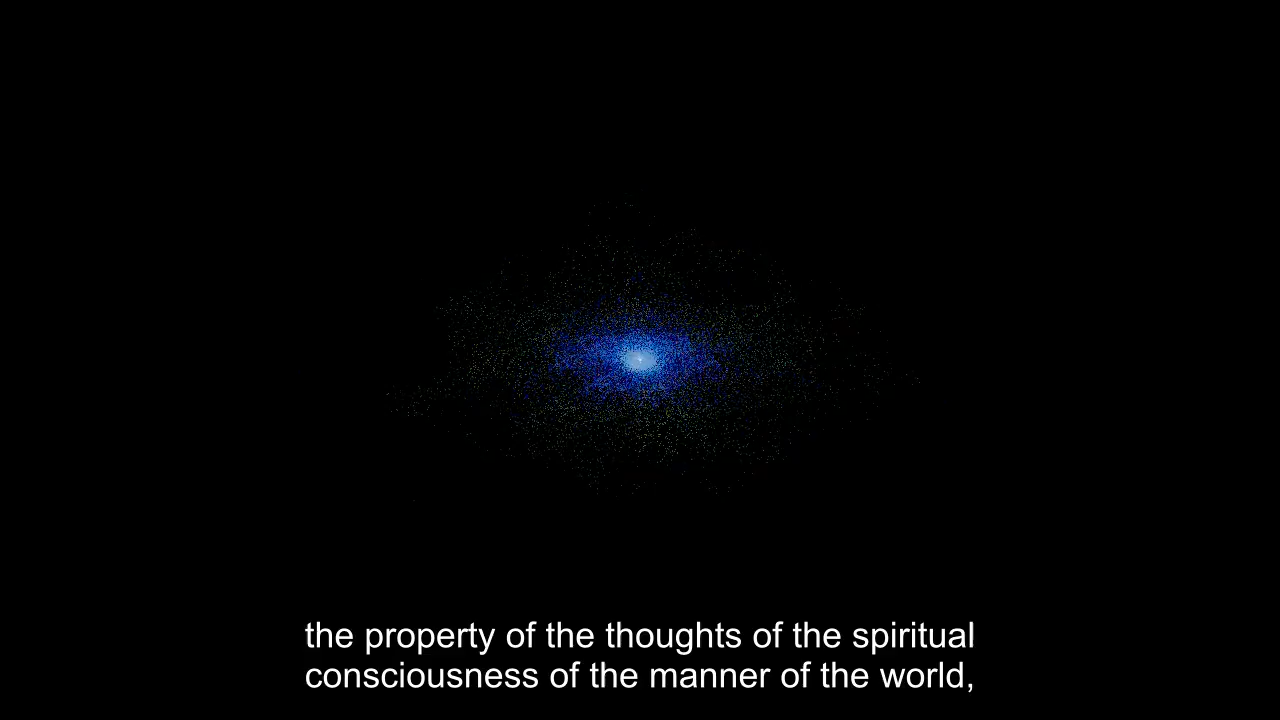 the property of the thoughts of the spiritual
consciousness of the manner of the world,